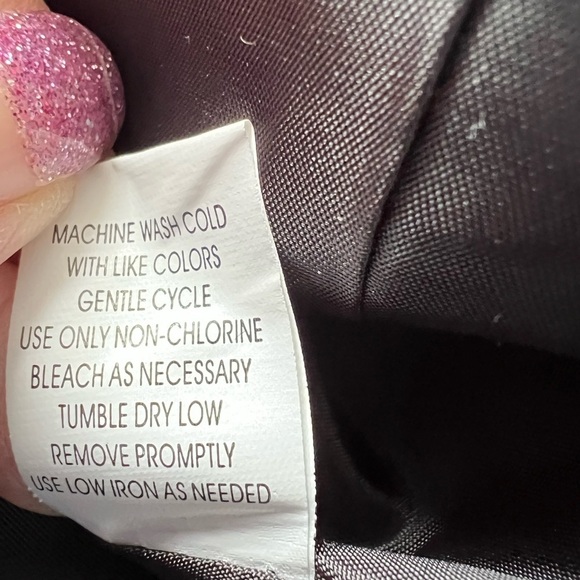 MACHINE WASH COLD
WITH LIKE COLORS
GENTLE CYCLE
USE ONLY NON-CHLORINE
BLEACH AS NECESSARY
TUMBLE DRY LOW
REMOVE PROMPTLY
USE LOW IRON AS NEEDED